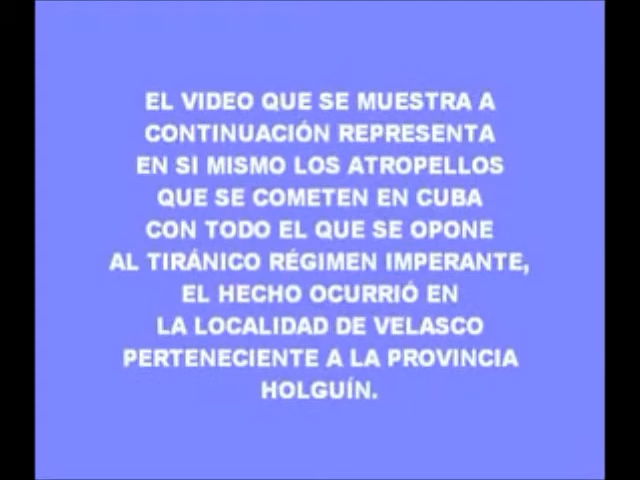 EL VIDEO QUE SE MUESTRA A
CONTINUACIÓN REPRESENTA
EN SI MISMO LOS ATROPELLOS
QUE SE COMETEN EN CUBA
CON TODO EL QUE SE OPONE
AL TIRÁNICO RÉGIMEN IMPERANTE,
EL HECHO OCURRIÓ EN
LA LOCALIDAD DE VELASCO
PERTENECIENTE A LA PROVINCIA
HOLGUÍN.